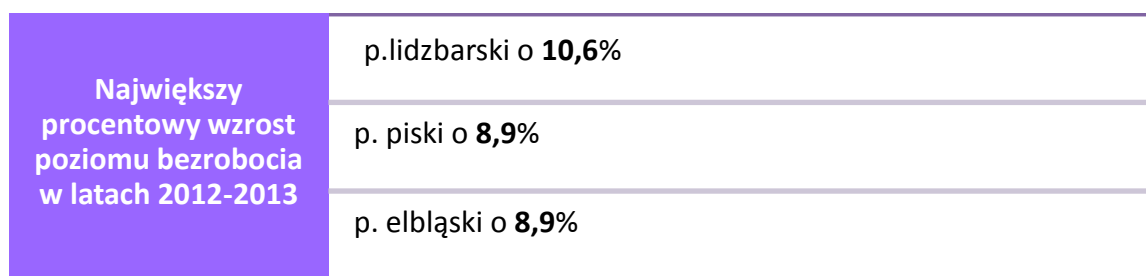 Największy
procentowy wzrost
poziomu bezrobocia
w latach 2012-2013
p.lidzbarski o 10,6%
p. piski o 8,9%
p. elbląski o 8,9%